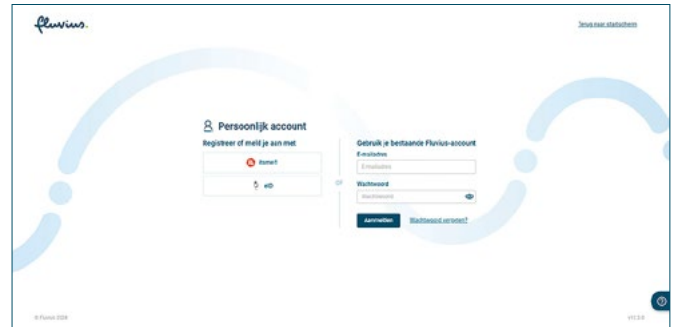 fluvius.
Terug naar startscherm
Persoonlijk account
Registreer of meld je aan met
itsme®
eID
OF
Gebruik je bestaande Fluvius-account
E-mailadres
E-mailadres
Wachtwoord
Wachtwoord
Aanmelden
Wachtwoord vergeten?
© Fluvius